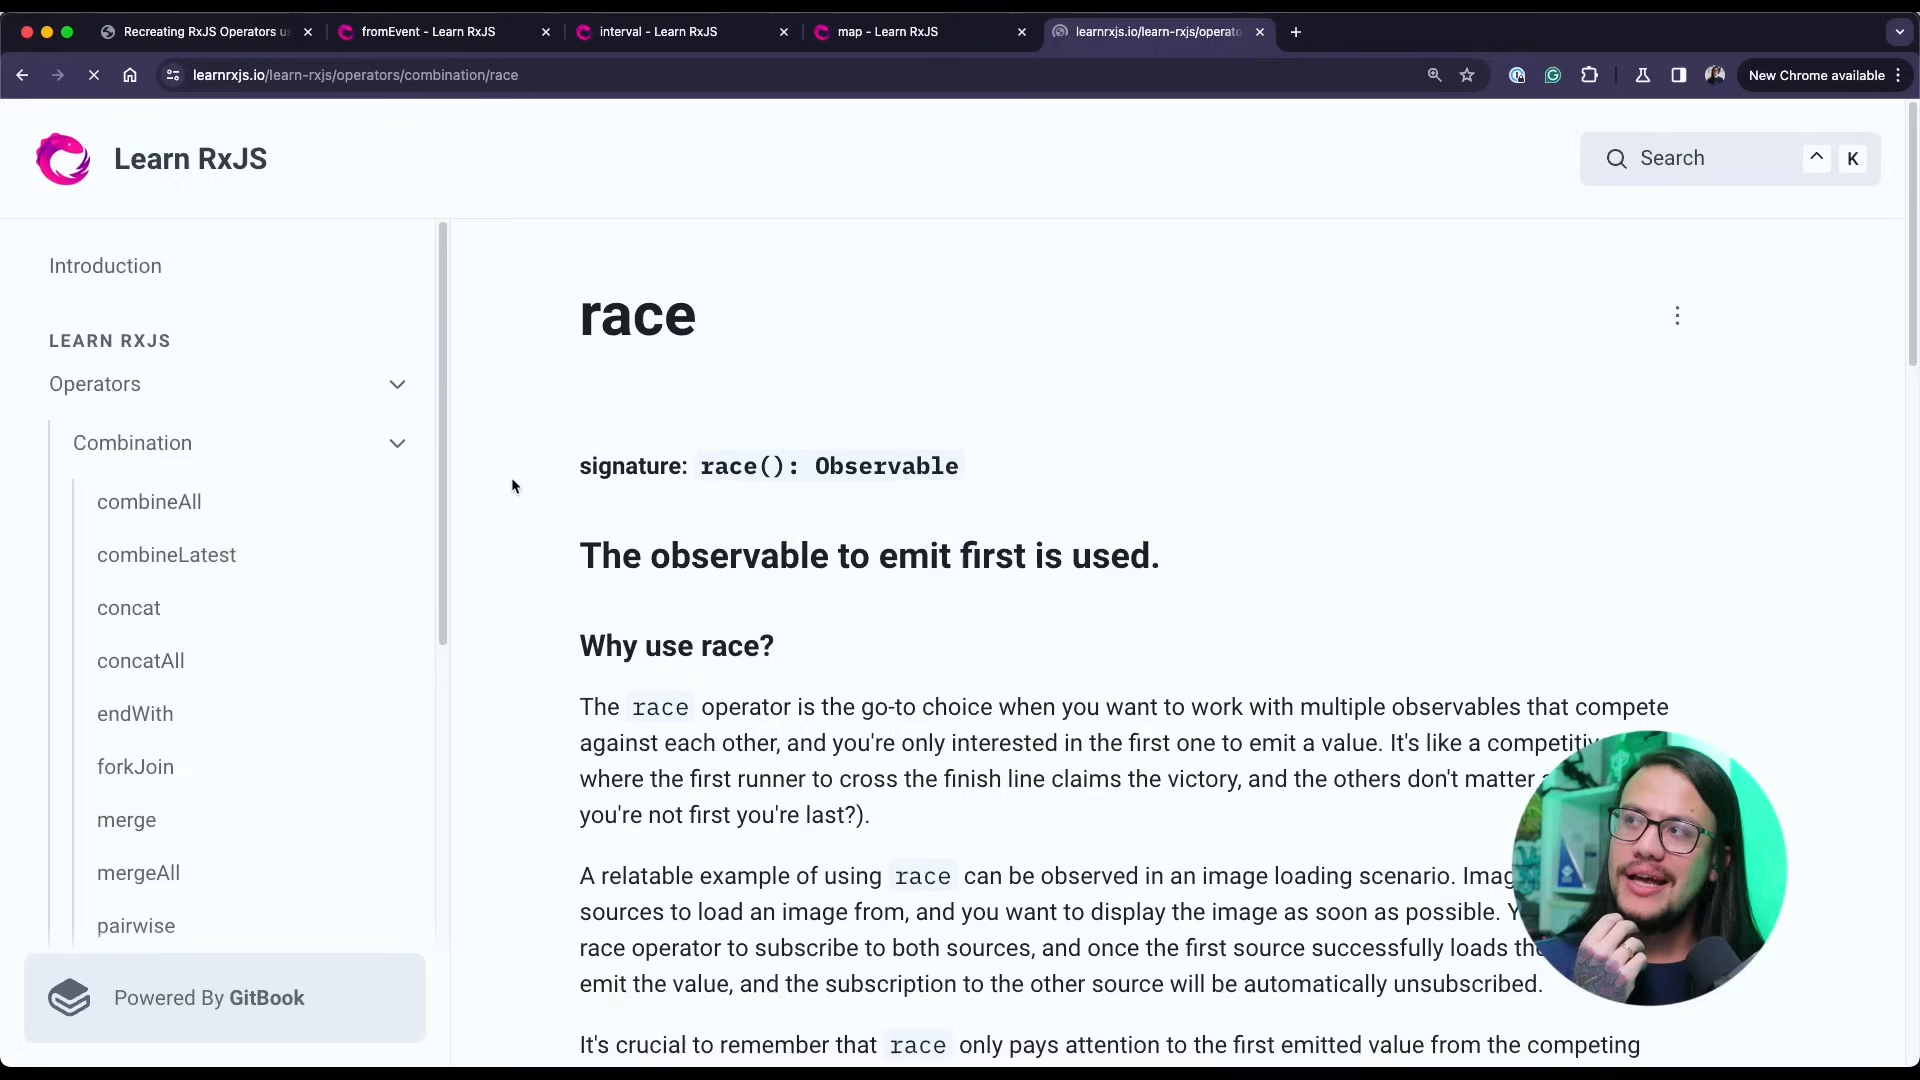 Recreating RxJS Operators u
fromEvent - Learn RxJS
interval - Learn RxJS
map - Learn RxJS
learnrxjs.io/learn-rxjs/operato
learnrxjs.io/learn-rxjs/operators/combination/race
New Chrome available
Learn RxJS
Search
^ K
Introduction
LEARN RXJS
Operators
Combination
combineAll
combineLatest
concat
concatAll
endWith
forkJoin
merge
mergeAll
pairwise
Powered By GitBook
race
signature: race(): Observable
The observable to emit first is used.
Why use race?
The race operator is the go-to choice when you want to work with multiple observables that compete
against each other, and you're only interested in the first one to emit a value. It's like a competitiv
where the first runner to cross the finish line claims the victory, and the others don't matter
you're not first you're last?).
A relatable example of using race can be observed in an image loading scenario. Imag
sources to load an image from, and you want to display the image as soon as possible. Y
race operator to subscribe to both sources, and once the first source successfully loads th
emit the value, and the subscription to the other source will be automatically unsubscribed.
It's crucial to remember that race only pays attention to the first emitted value from the competing